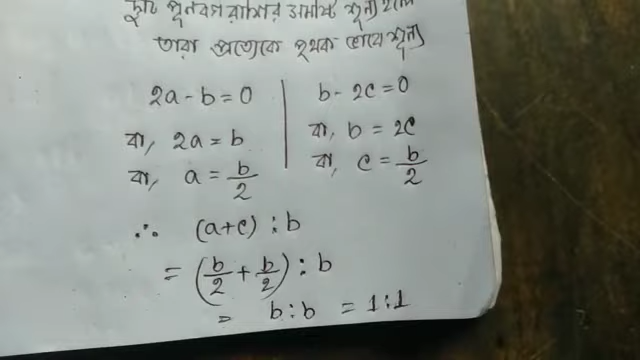 দুটি পূর্ণবর্গ রাশির সমষ্টি শূন্য হলে
তারা প্রত্যেকে পৃথক ভাবে শূন্য
2a - b = 0
বা, 2a = b
বা, a = b/2
b - 2c = 0
বা, b = 2c
বা, c = b/2
∴ (a+c) : b
= (b/2 + b/2) : b
= b:b = 1:1